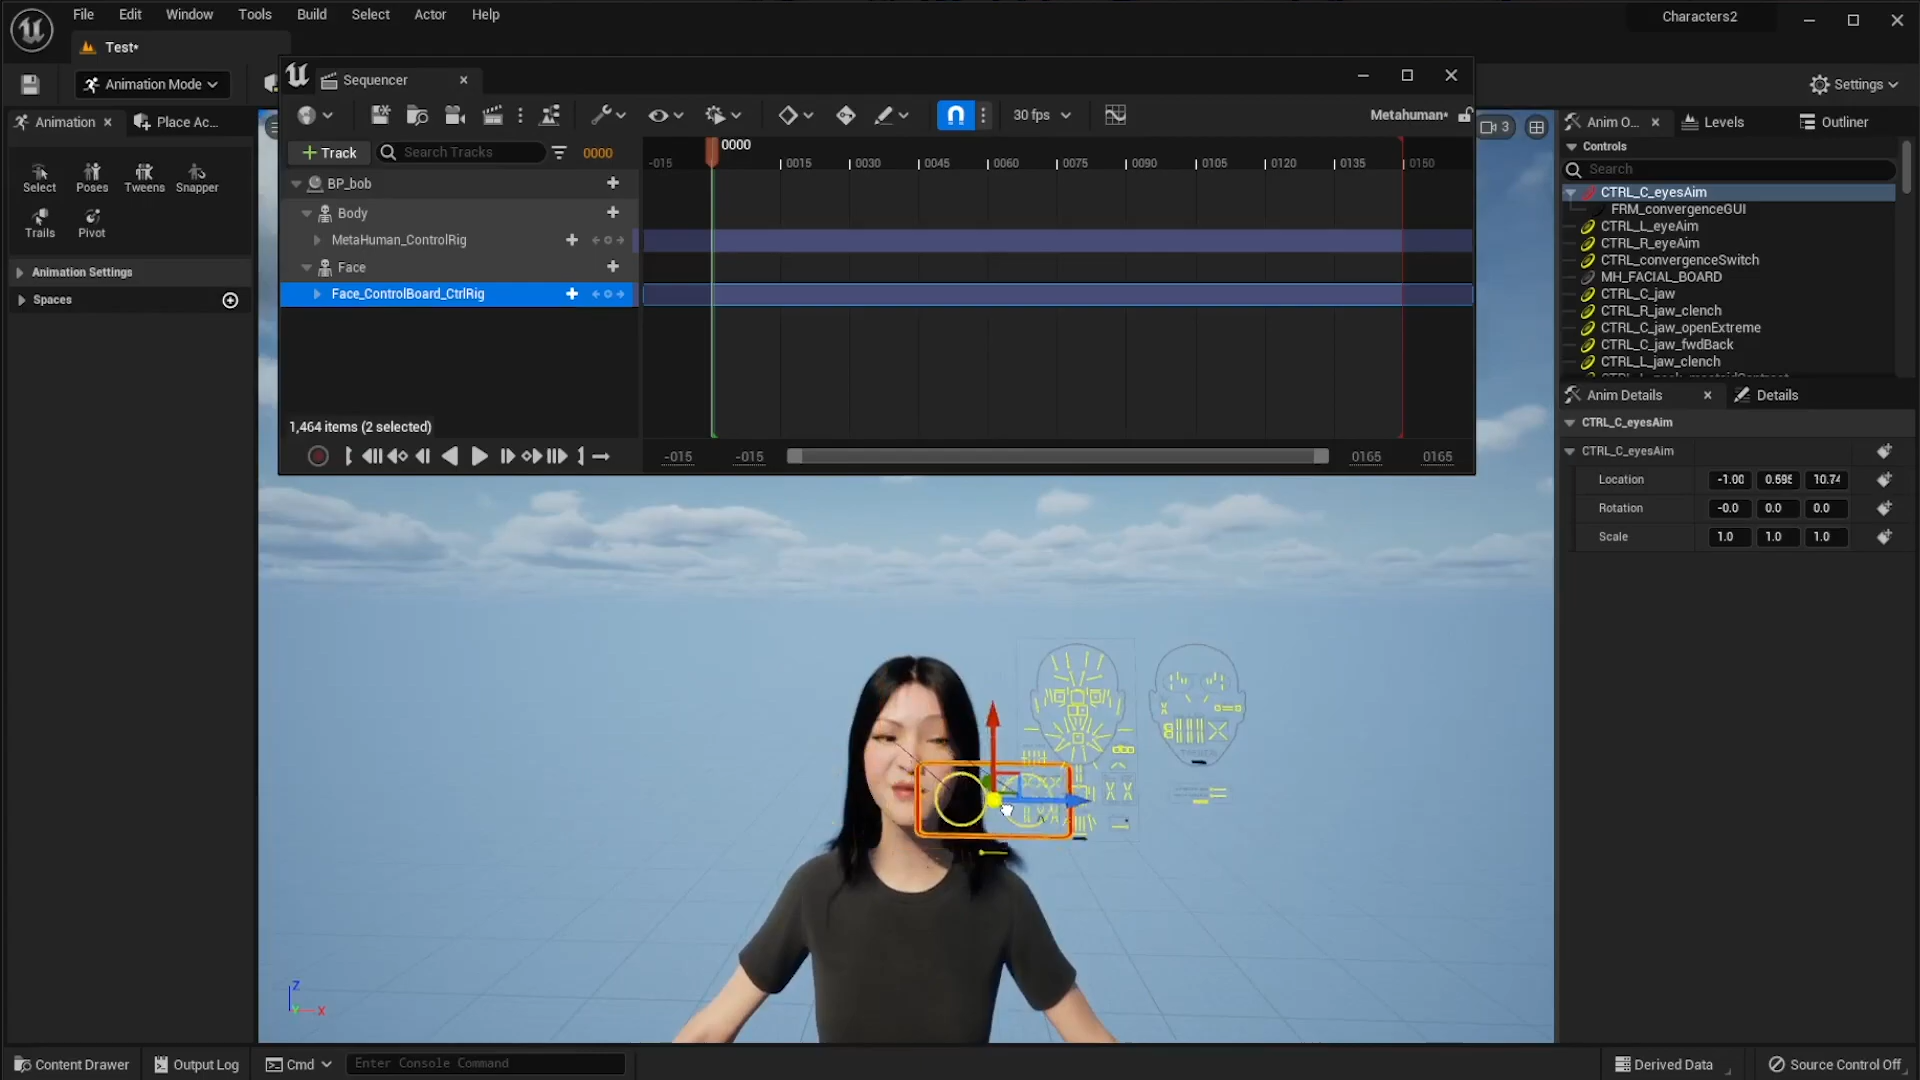 File Edit Window Tools Build Select Actor Help
Characters2
Test*
Animation Mode
Settings
Sequencer
30 fps
Metahuman*
Animation
Place Ac...
Anim O...
Levels
Outliner
Track
Search Tracks
0000
0000
-015 0015 0030 0045 0060 0075 0090 0105 0120 0135 0150
Select Poses Tweens Snapper
Trails Pivot
Animation Settings
Spaces
BP_bob
Body
MetaHuman_ControlRig
Face
Face_ControlBoard_CtrlRig
1,464 items (2 selected)
-015 -015 0165 0165
Controls
Search
CTRL_C_eyesAim
FRM_convergenceGUI
CTRL_L_eyeAim
CTRL_R_eyeAim
CTRL_convergenceSwitch
MH_FACIAL_BOARD
CTRL_C_jaw
CTRL_R_jaw_clench
CTRL_C_jaw_openExtreme
CTRL_C_jaw_fwdBack
CTRL_L_jaw_clench
Anim Details
Details
CTRL_C_eyesAim
CTRL_C_eyesAim
Location -1.00 0.595 10.74
Rotation -0.0 0.0 0.0
Scale 1.0 1.0 1.0
3
Z
Y
X
Content Drawer
Output Log
Cmd
Enter Console Command
Derived Data
Source Control Off